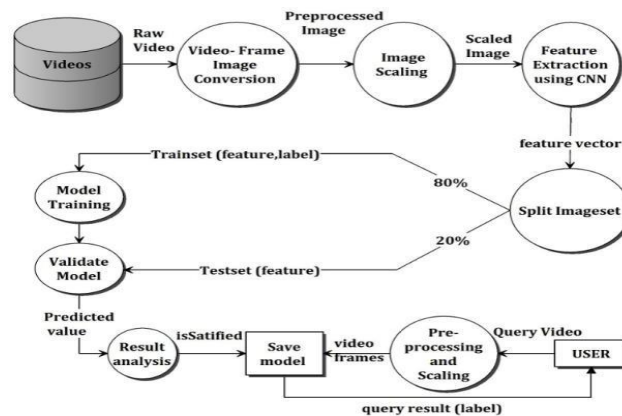 Videos
Raw
Video
Video- Frame
Image
Conversion
Preprocessed
Image
Image
Scaling
Scaled
Image
Feature
Extraction
using CNN
feature vector
Split Imageset
80%
20%
Trainset (feature,label)
Model
Training
Testset (feature)
Validate
Model
Predicted
value
Result
analysis
isSatified
Save
model
video
frames
Pre-
processing
and
Scaling
Query Video
USER
query result (label)